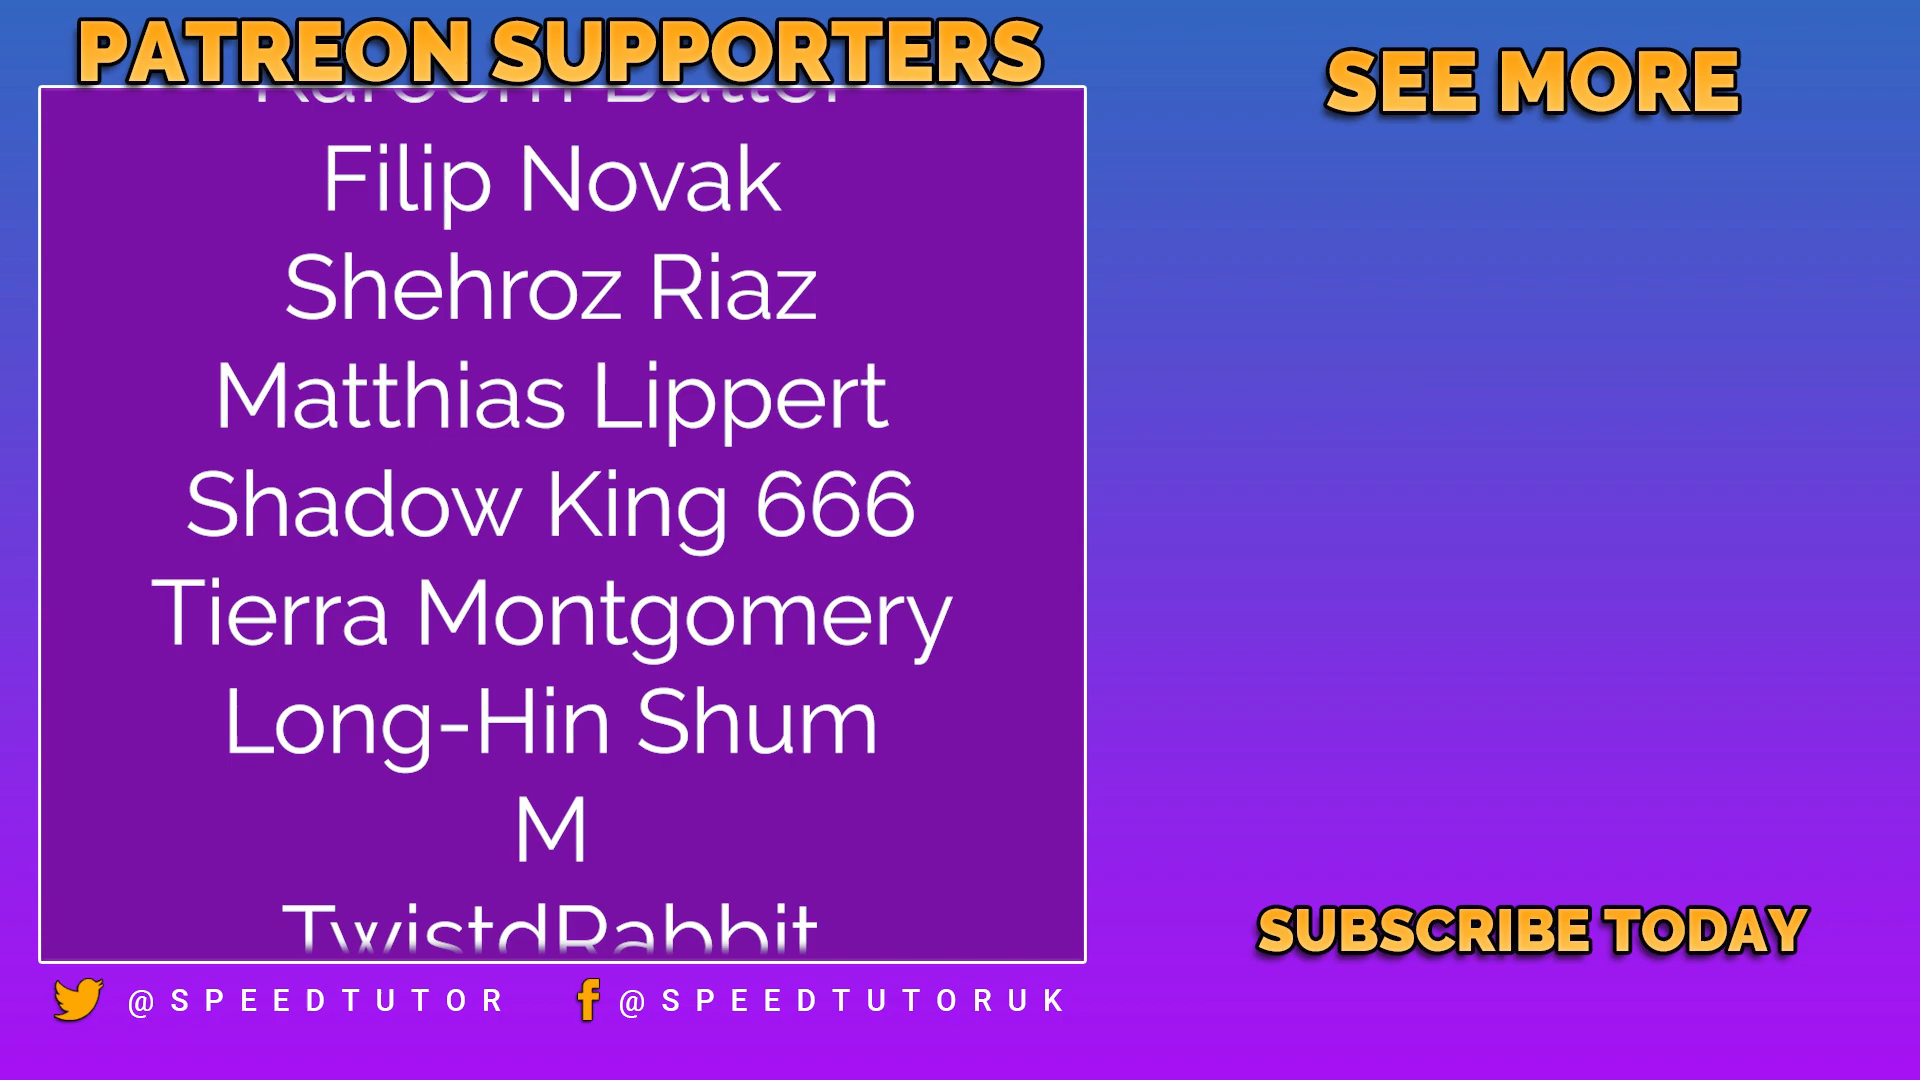 PATREON SUPPORTERS
SEE MORE
Filip Novak
Shehroz Riaz
Matthias Lippert
Shadow King 666
Tierra Montgomery
Long-Hin Shum
M
TwistdRabbit
SUBSCRIBE TODAY
@SPEEDTUTOR
@SPEEDTUTORUK